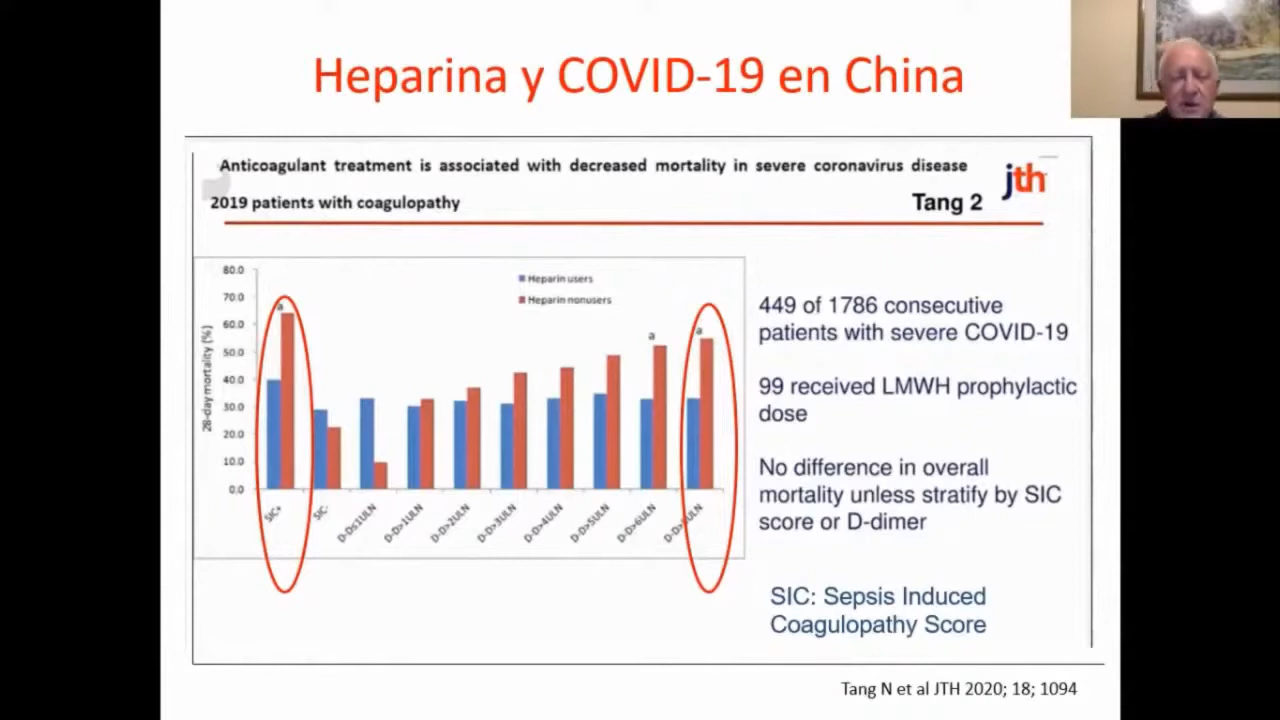 Heparina y COVID-19 en China
Anticoagulant treatment is associated with decreased mortality in severe coronavirus disease
2019 patients with coagulopathy
Tang 2
jth
80.0
70.0
60.0
50.0
40.0
30.0
20.0
10.0
0.0
28-day mortality (%)
Heparin users
Heparin nonusers
a
a
a
SIC+
SIC-
D-D≤1ULN
D-D>1ULN
D-D>2ULN
D-D>3ULN
D-D>4ULN
D-D>5ULN
D-D>6ULN
449 of 1786 consecutive
patients with severe COVID-19
99 received LMWH prophylactic
dose
No difference in overall
mortality unless stratify by SIC
score or D-dimer
SIC: Sepsis Induced
Coagulopathy Score
Tang N et al JTH 2020; 18; 1094